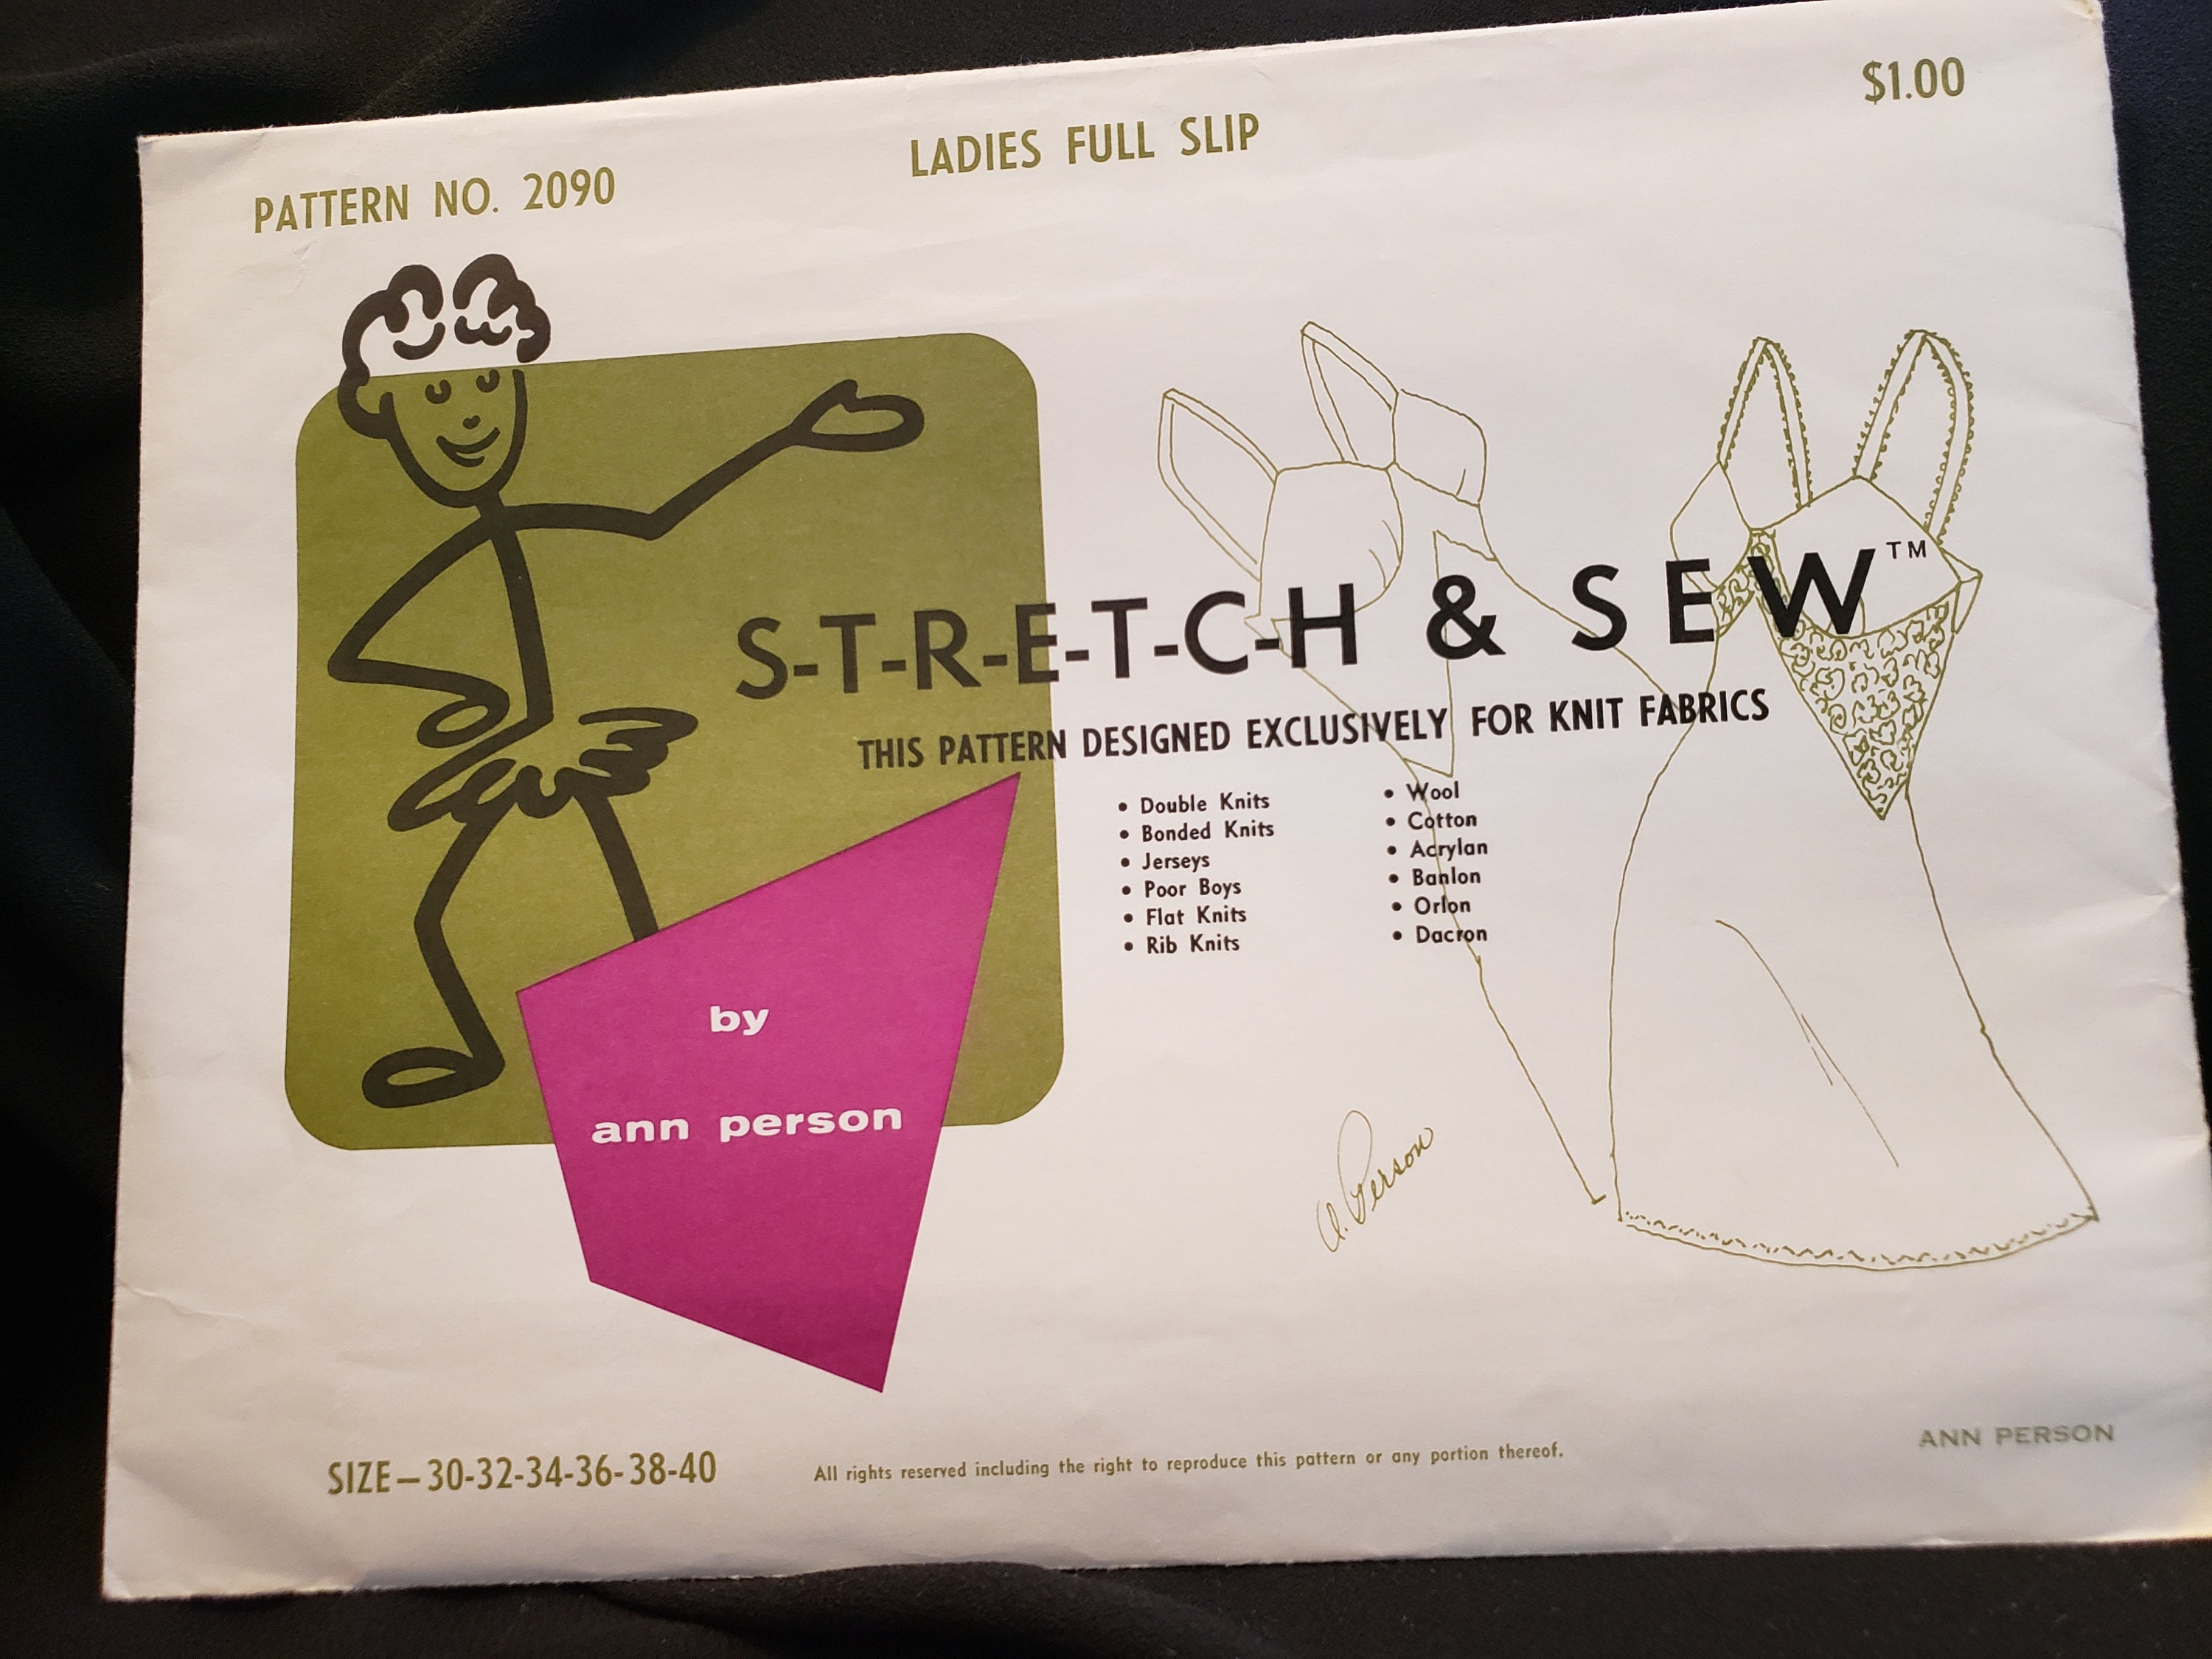 $1.00
LADIES FULL SLIP
PATTERN NO. 2090
S-T-R-E-T-C-H & SEW™
THIS PATTERN DESIGNED EXCLUSIVELY FOR KNIT FABRICS
• Double Knits
• Bonded Knits
• Jerseys
• Poor Boys
• Flat Knits
• Rib Knits
• Wool
• Cotton
• Acrylan
• Banlon
• Orlon
• Dacron
by
ann person
A. Person
ANN PERSON
SIZE—30-32-34-36-38-40
All rights reserved including the right to reproduce this pattern or any portion thereof.